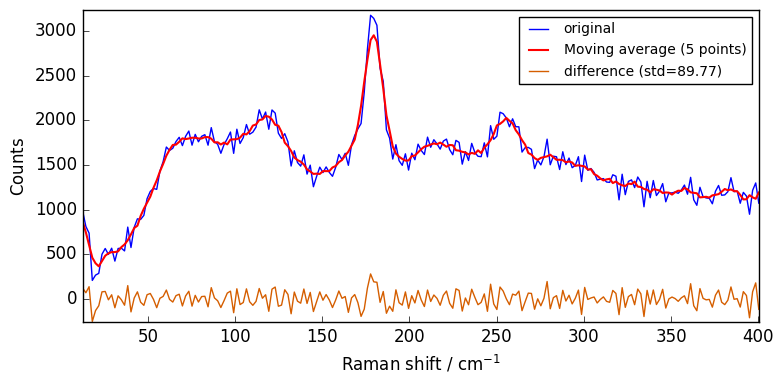 3000
2500
2000
1500
1000
500
0
Counts
original
Moving average (5 points)
difference (std=89.77)
50 100 150 200 250 300 350 400
Raman shift / cm⁻¹